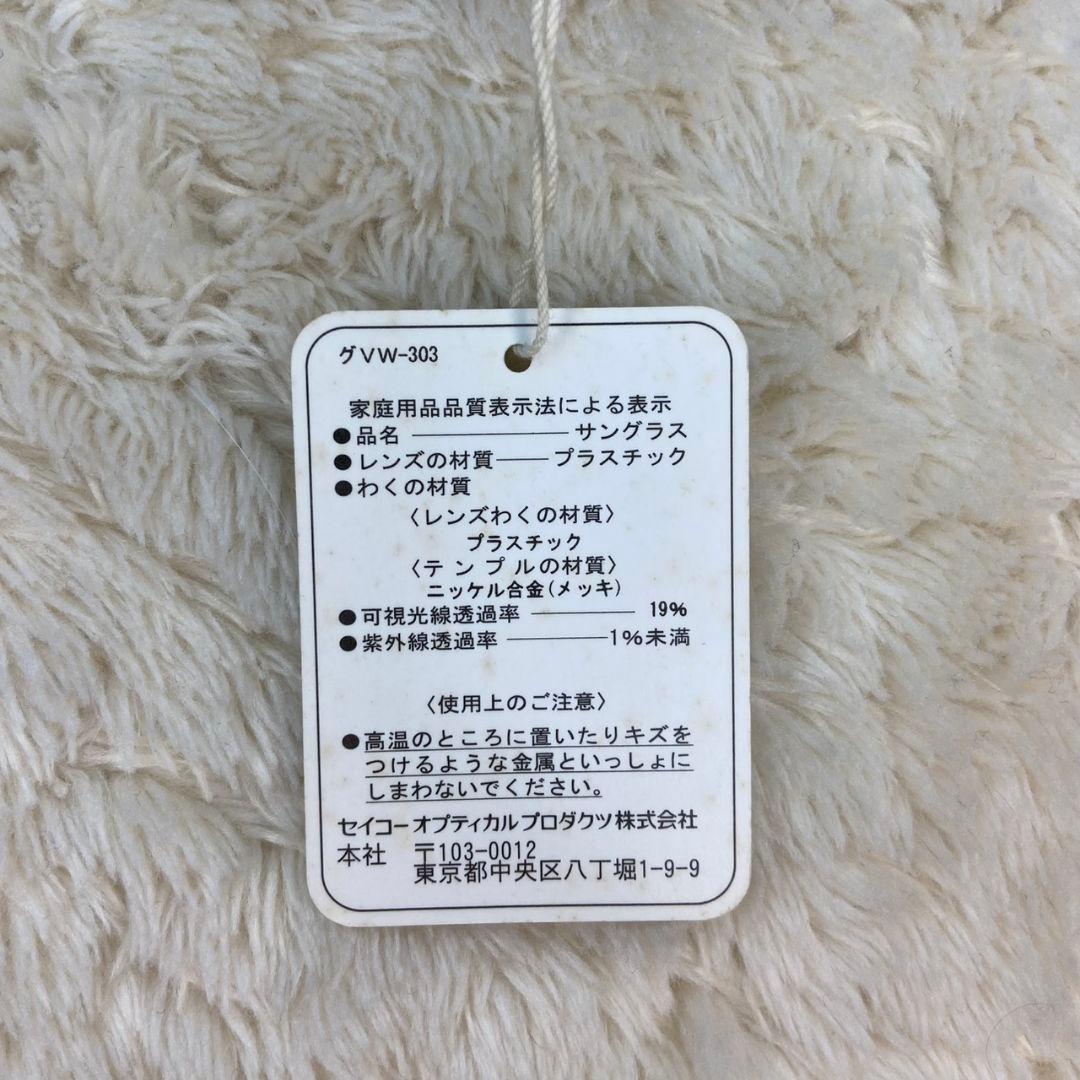 グVW-303
家庭用品品質表示法による表示
●品名 ―――――― サングラス
●レンズの材質――プラスチック
●わくの材質
〈レンズわくの材質〉
プラスチック
〈テンプルの材質〉
ニッケル合金(メッキ)
●可視光線透過率 ―――― 19%
●紫外線透過率 ――――1%未満
〈使用上のご注意〉
●高温のところに置いたりキズを
つけるような金属といっしょに
しまわないでください。
セイコーオプティカルプロダクツ株式会社
本社 〒103-0012
東京都中央区八丁堀1-9-9